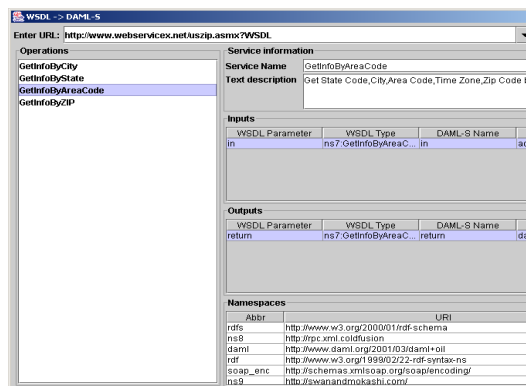 WSDL -> DAML-S
Enter URL: http://www.webservicex.net/uszip.asmx?WSDL
Operations
GetInfoByCity
GetInfoByState
GetInfoByAreaCode
GetInfoByZIP
Service information
Service Name GetInfoByAreaCode
Text description Get State Code,City,Area Code,Time Zone,Zip Code
Inputs
WSDL Parameter WSDL Type DAML-S Name
in ns7:GetInfoByAreaC... in
Outputs
WSDL Parameter WSDL Type DAML-S Name
return ns7:GetInfoByAreaC... return
Namespaces
Abbr URI
rdfs http://www.w3.org/2000/01/rdf-schema
ns8 http://rpc.xml.coldfusion
daml http://www.daml.org/2001/03/daml+oil
rdf http://www.w3.org/1999/02/22-rdf-syntax-ns
soap_enc http://schemas.xmlsoap.org/soap/encoding/
ns9 http://swanandmokashi.com/